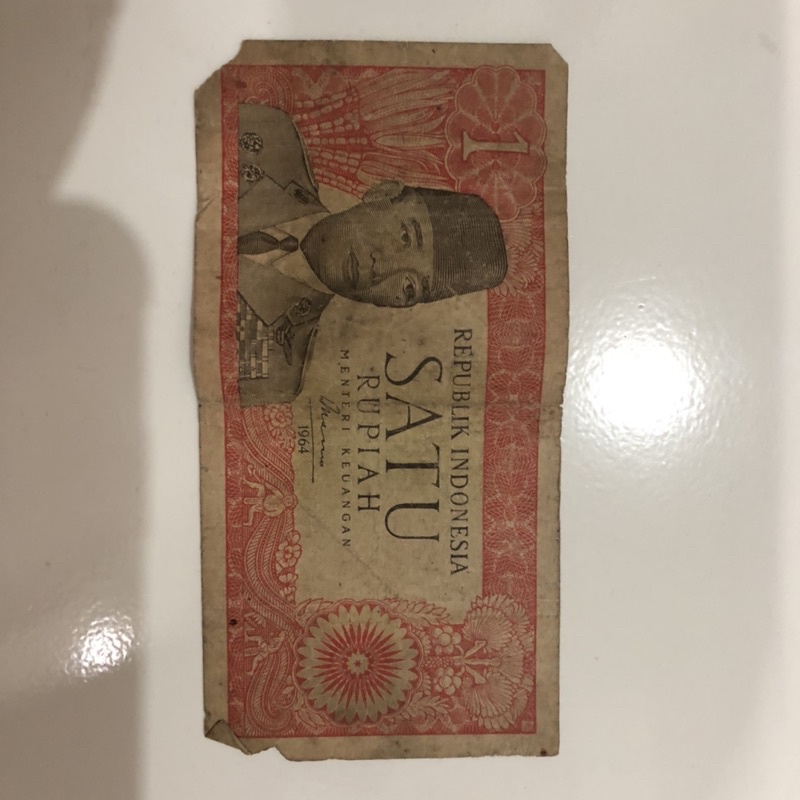 1
REPUBLIK INDONESIA
SATU
RUPIAH
MENTERI KEUANGAN
1964